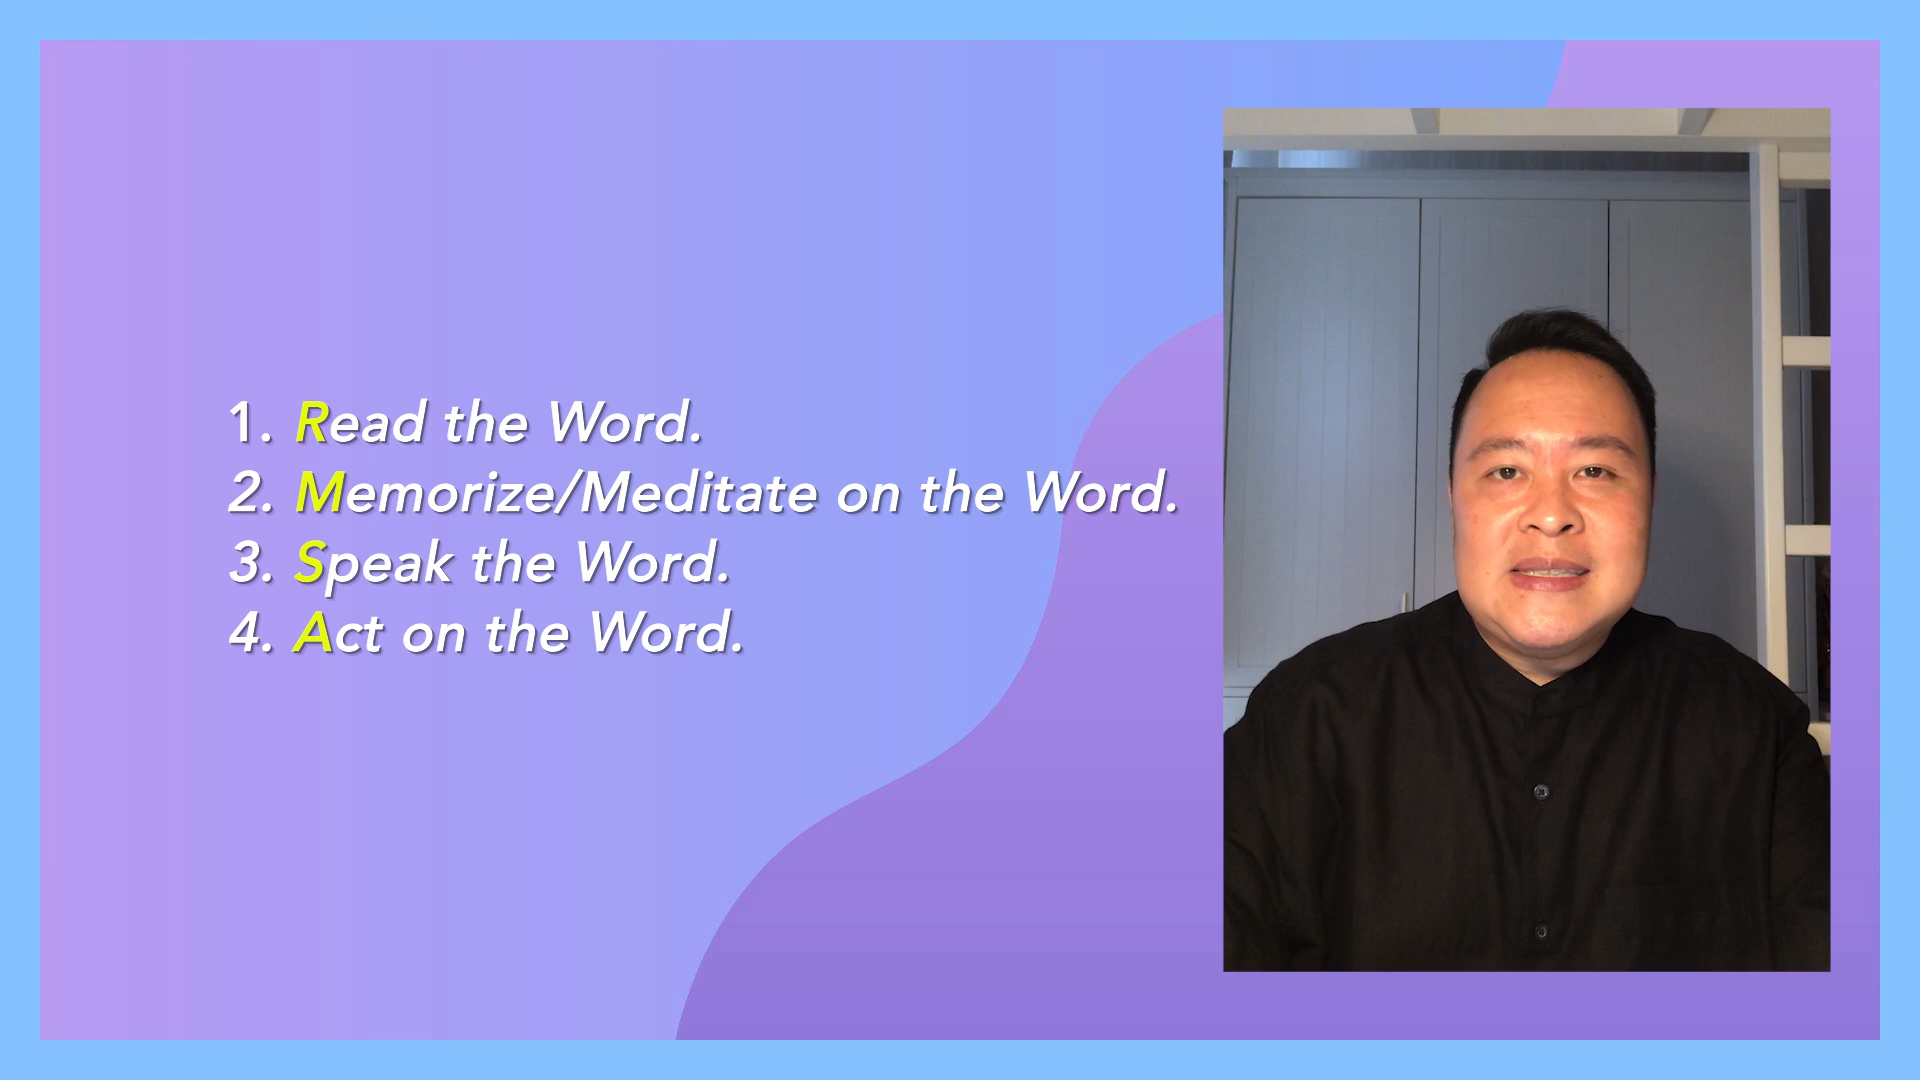 1. Read the Word.
2. Memorize/Meditate on the Word.
3. Speak the Word.
4. Act on the Word.